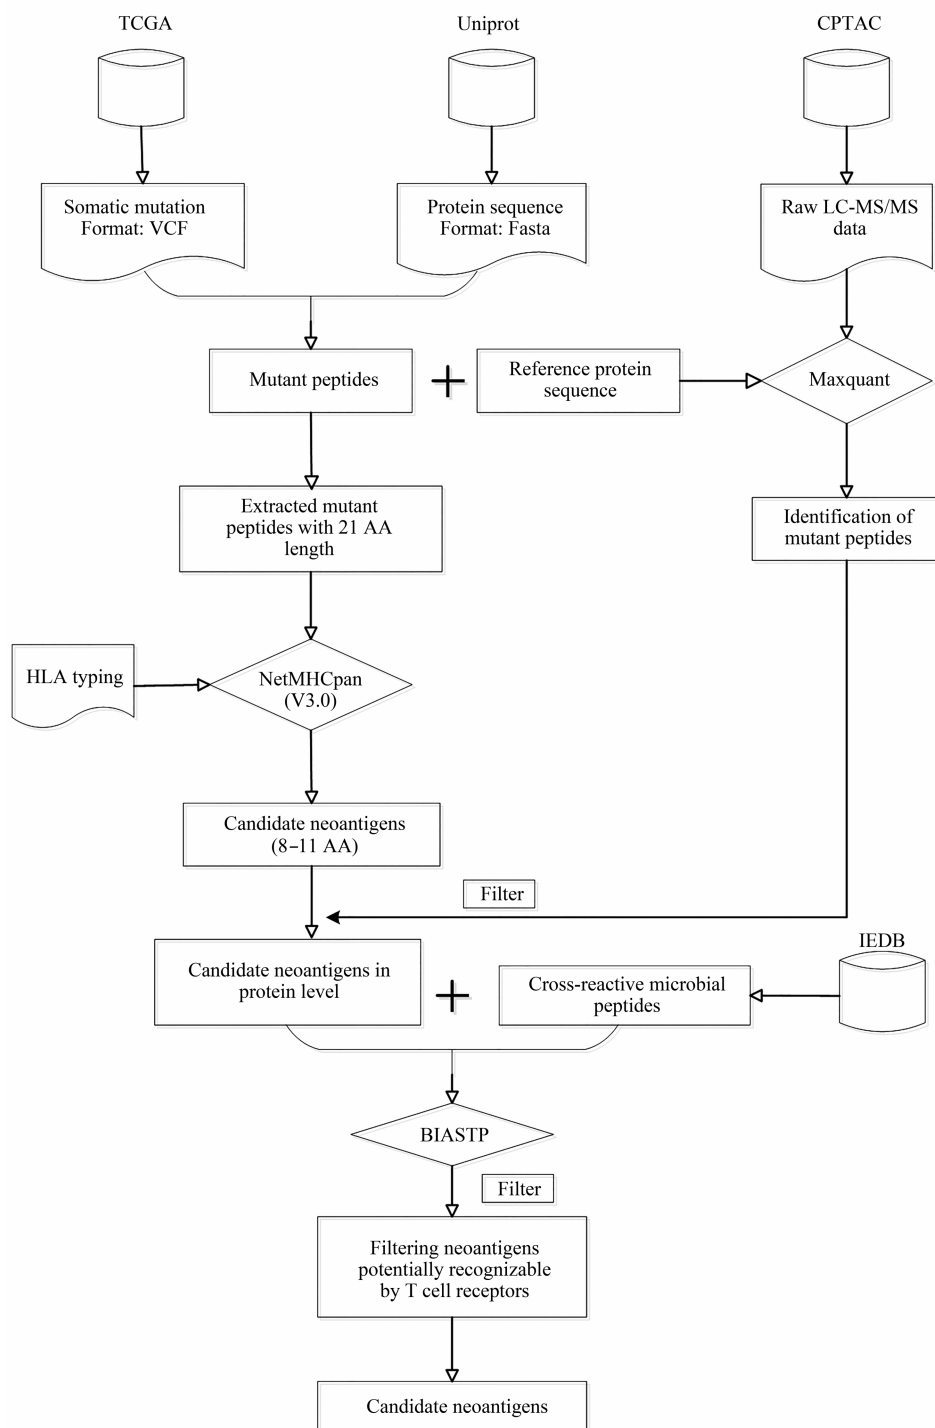 TCGA
Uniprot
CPTAC
Somatic mutation
Format: VCF
Protein sequence
Format: Fasta
Raw LC-MS/MS
data
Mutant peptides
+
Reference protein
sequence
Maxquant
Extracted mutant
peptides with 21 AA
length
Identification of
mutant peptides
HLA typing
NetMHCpan
(V3.0)
Candidate neoantigens
(8–11 AA)
Filter
Candidate neoantigens in
protein level
+
Cross-reactive microbial
peptides
IEDB
BIASTP
Filter
Filtering neoantigens
potentially recognizable
by T cell receptors
Candidate neoantigens